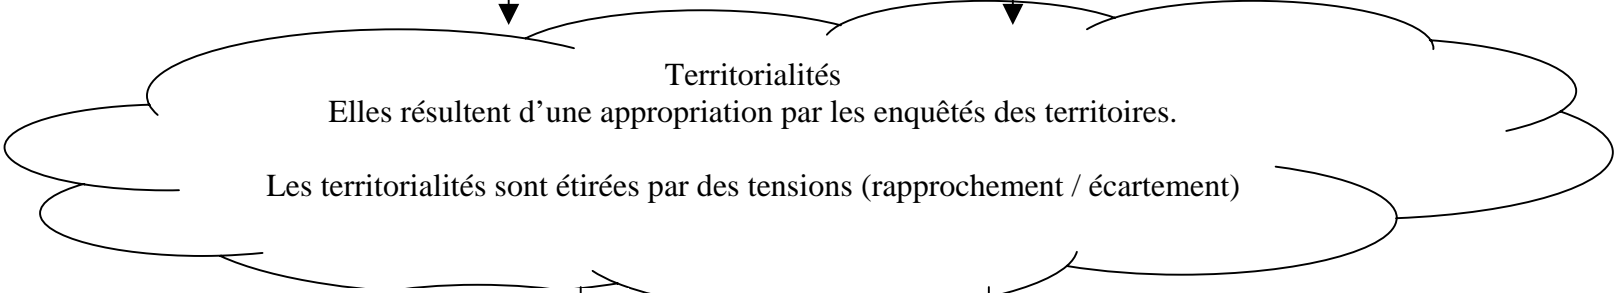 Territorialités
Elles résultent d’une appropriation par les enquêtés des territoires.
Les territorialités sont étirées par des tensions (rapprochement / écartement)